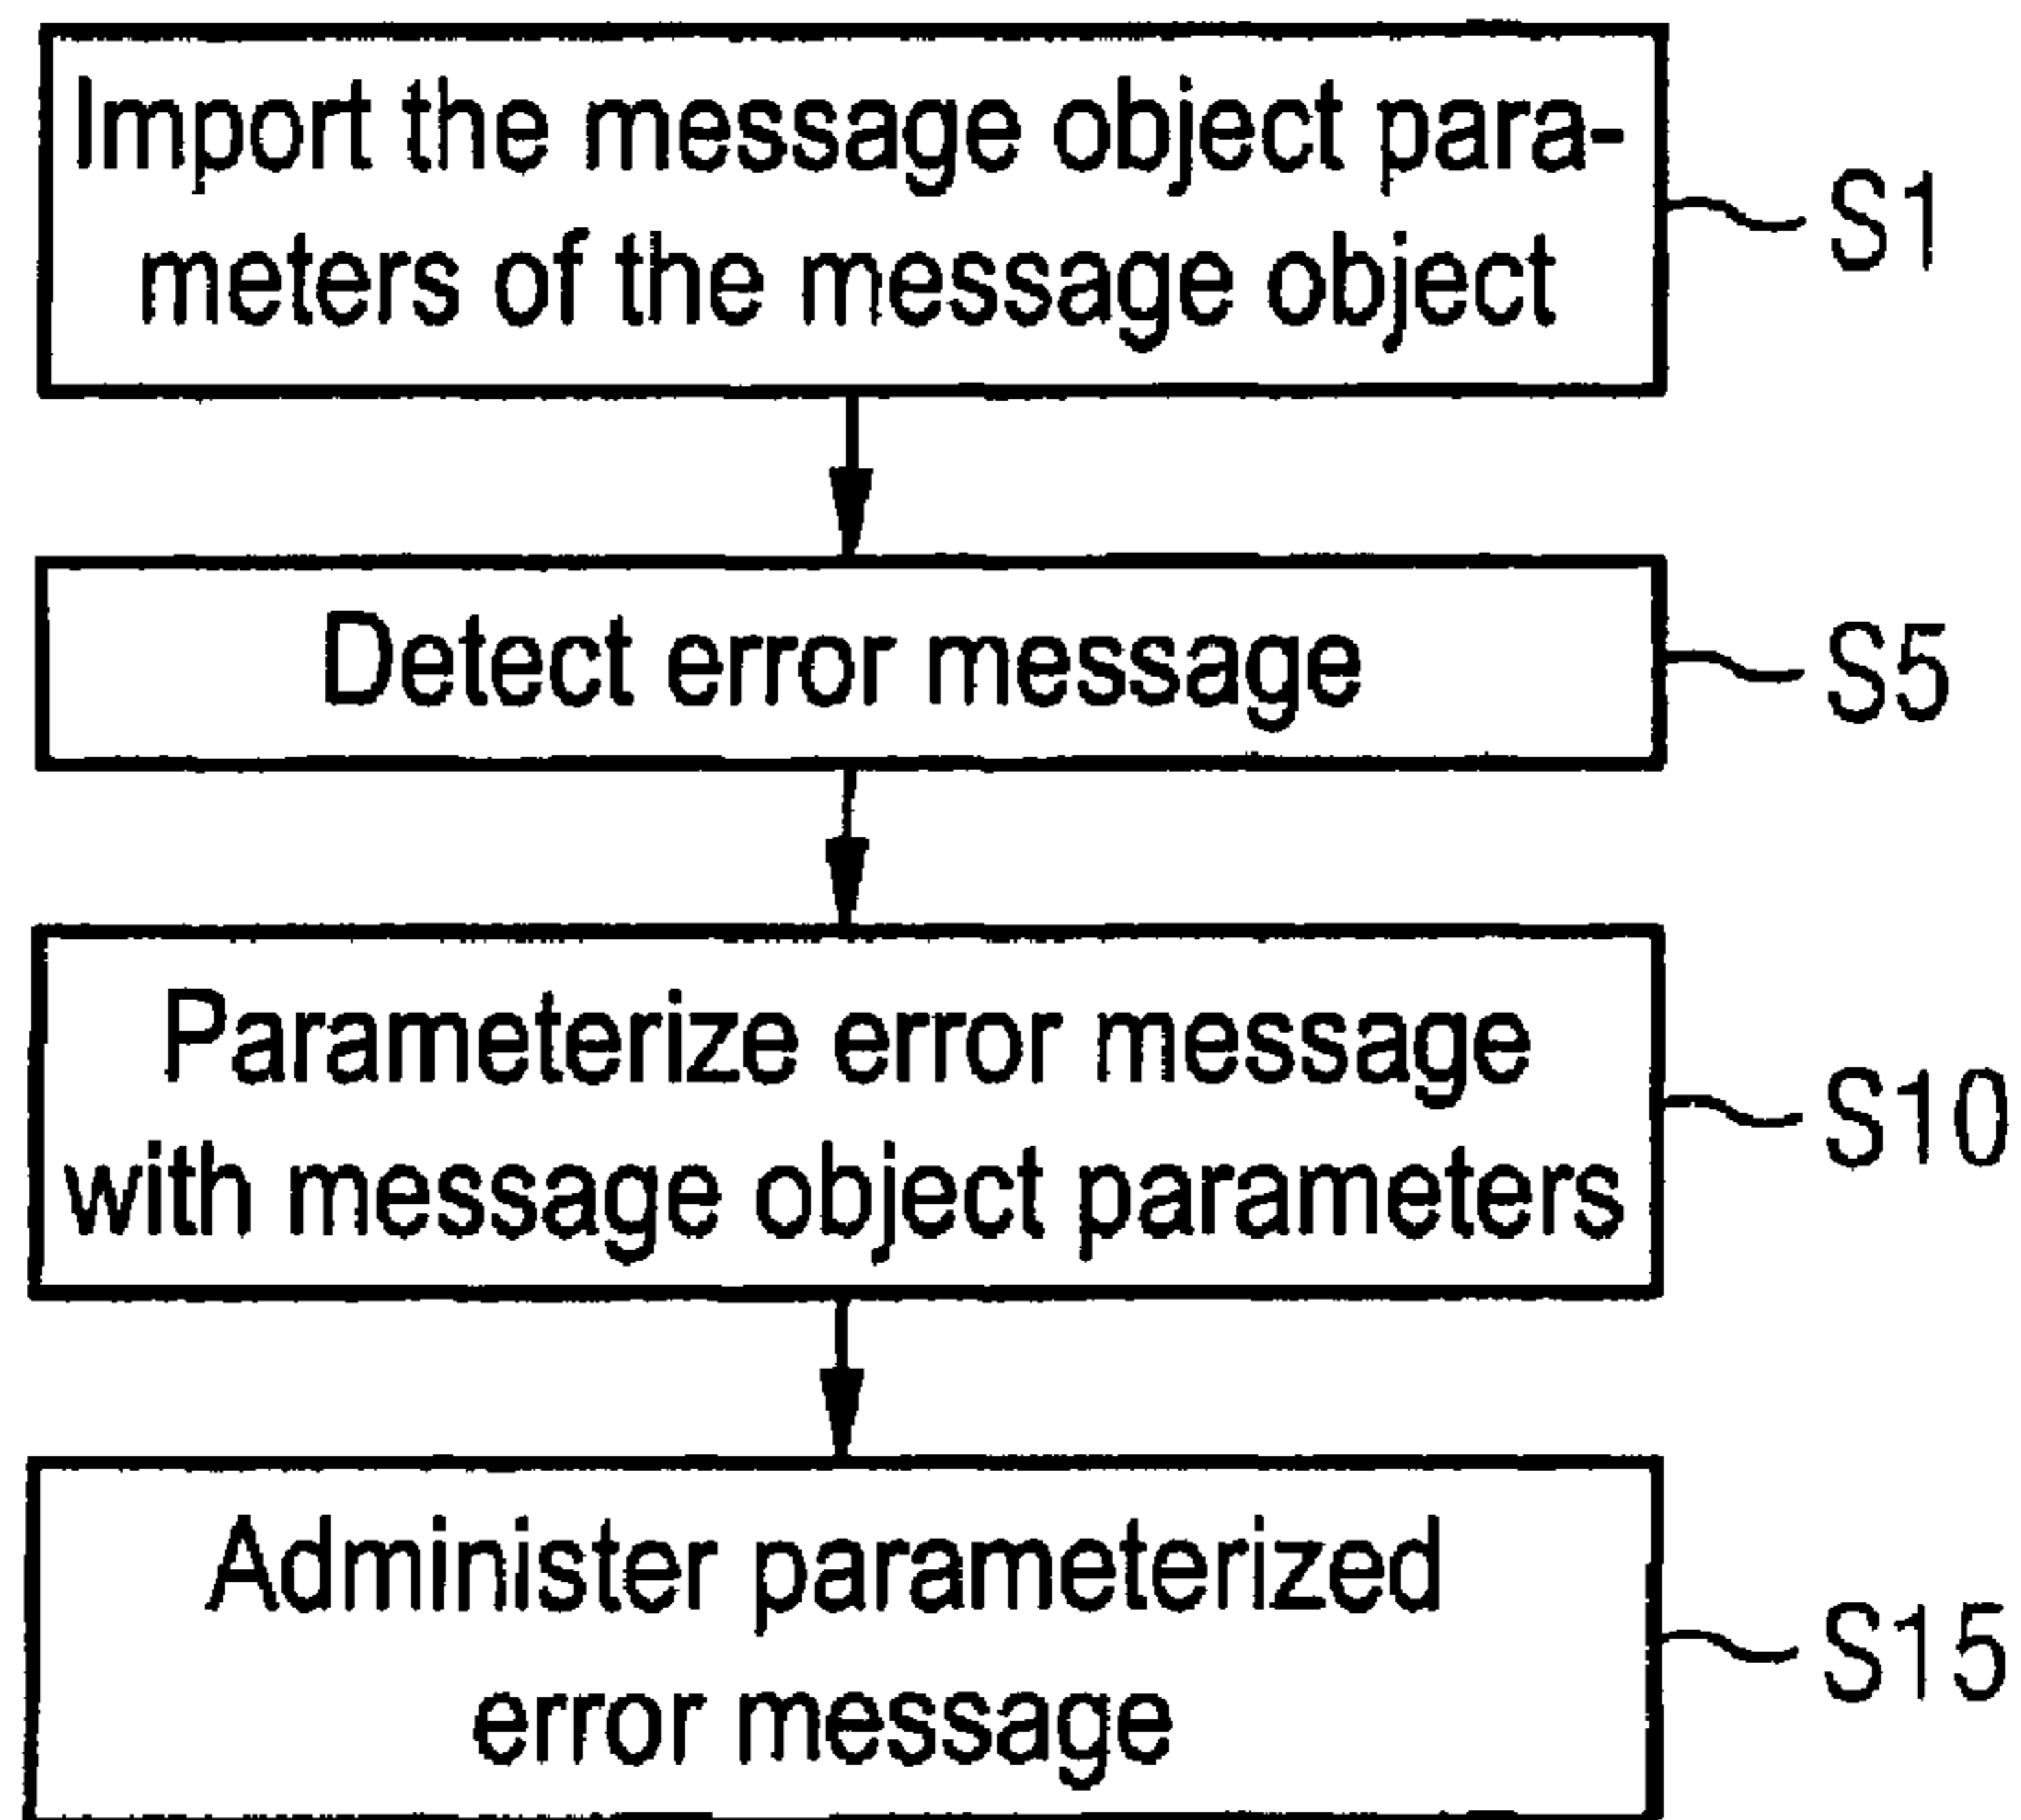 Import the message object para-
meters of the message object
S1
Detect error message
S5
Parameterize error message
with message object parameters
S10
Administer parameterized
error message
S15